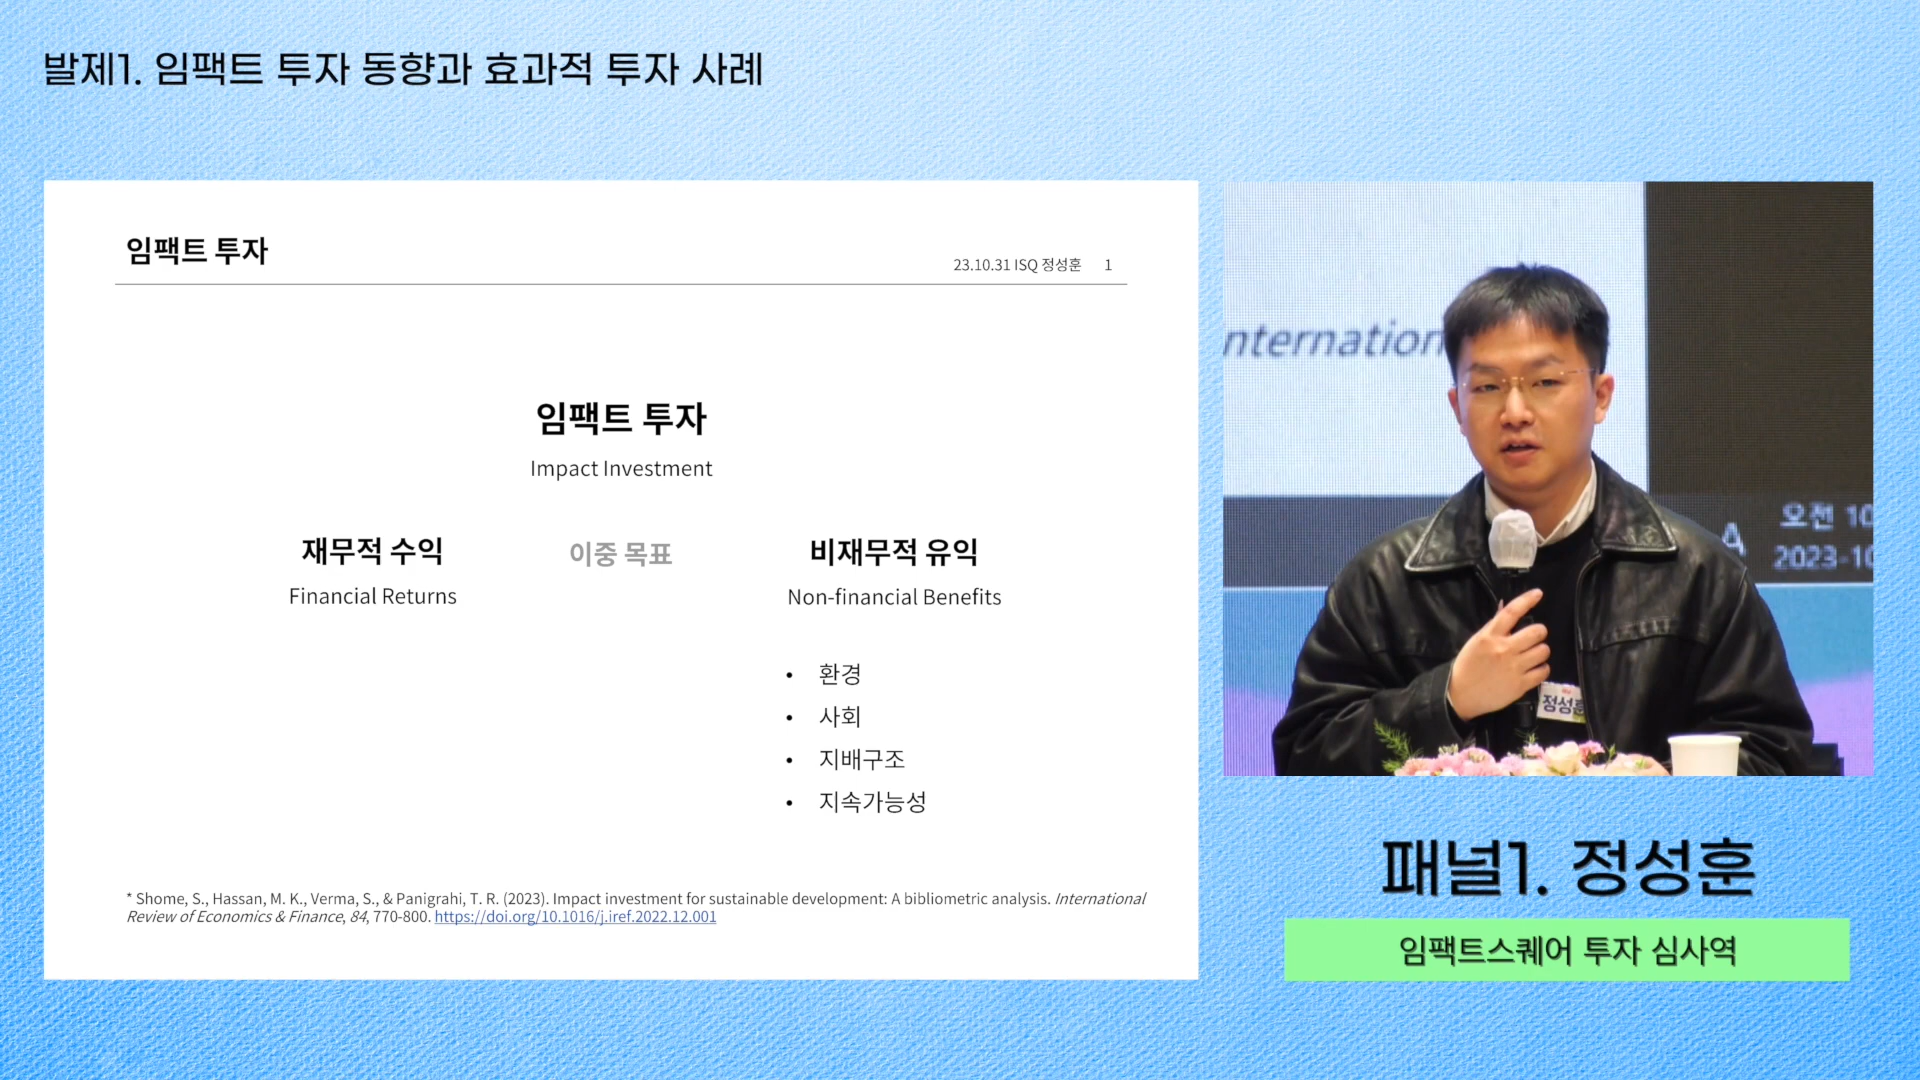 발제1. 임팩트 투자 동향과 효과적 투자 사례
임팩트 투자
23.10.31 ISQ 정성훈 1
임팩트 투자
Impact Investment
재무적 수익
이중 목표
비재무적 유익
Financial Returns
Non-financial Benefits
• 환경
• 사회
• 지배구조
• 지속가능성
* Shome, S., Hassan, M. K., Verma, S., & Panigrahi, T. R. (2023). Impact investment for sustainable development: A bibliometric analysis. International
Review of Economics & Finance, 84, 770-800. https://doi.org/10.1016/j.iref.2022.12.001
nternation
오전 10
2023-10
정성훈
패널1. 정성훈
임팩트스퀘어 투자 심사역